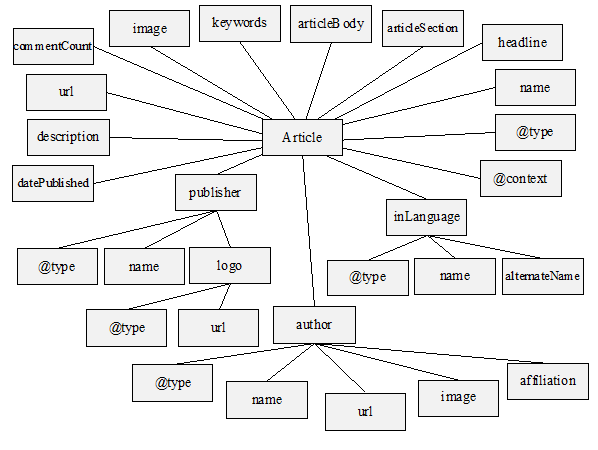 commentCount
image
keywords
articleBody
articleSection
headline
url
name
description
Article
@type
datePublished
publisher
@context
inLanguage
@type
name
logo
@type
name
alternateName
@type
url
author
@type
name
url
image
affiliation